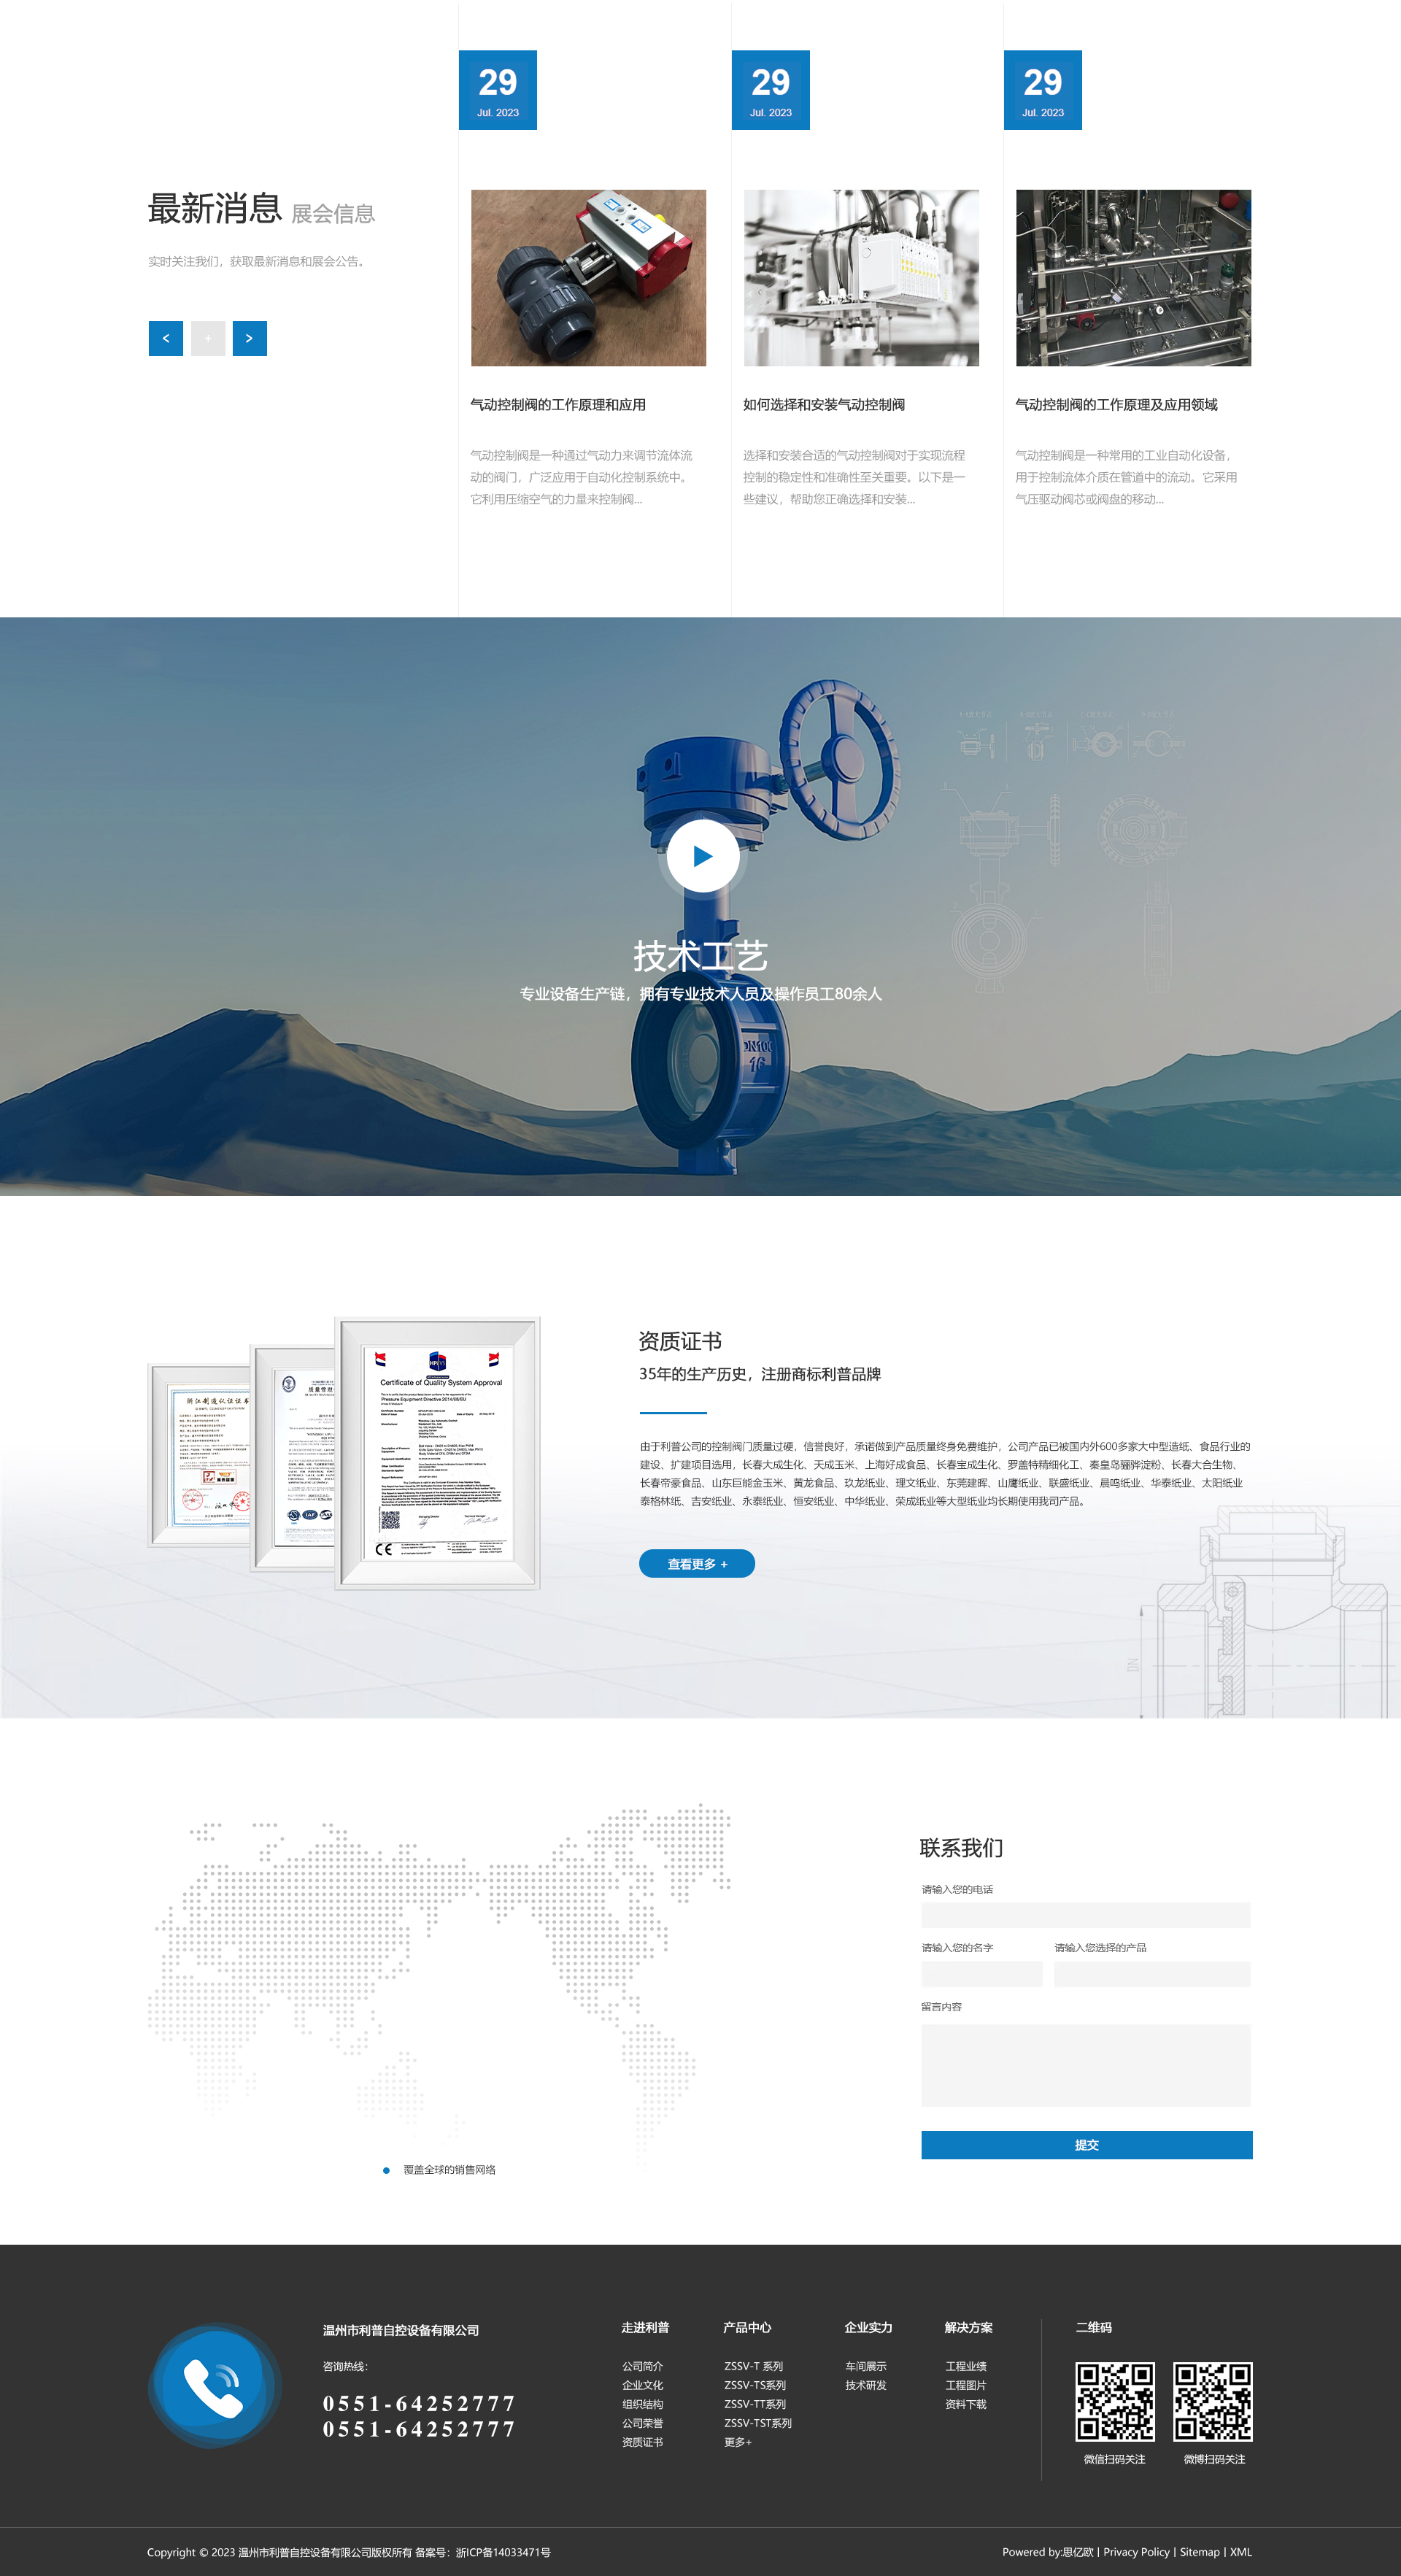 29
Jul. 2023
29
Jul. 2023
29
Jul. 2023
最新消息 展会信息
实时关注我们，获取最新消息和展会公告。
< + >
气动控制阀的工作原理和应用
气动控制阀是一种通过气动力来调节流体流
动的阀门，广泛应用于自动化控制系统中。
它利用压缩空气的力量来控制阀...
如何选择和安装气动控制阀
选择和安装合适的气动控制阀对于实现流程
控制的稳定性和准确性至关重要。以下是一
些建议，帮助您正确选择和安装...
气动控制阀的工作原理及应用领域
气动控制阀是一种常用的工业自动化设备，
用于控制流体介质在管道中的流动。它采用
气压驱动阀芯或阀盘的移动...
技术工艺
专业设备生产链，拥有专业技术人员及操作员工80余人
DN100
16
浙江制造认证证书
质量管理
Certificate of Quality System Approval
Pressure Equipment Directive 2014/68/EU
CE
资质证书
35年的生产历史，注册商标利普品牌
由于利普公司的控制阀门质量过硬，信誉良好，承诺做到产品质量终身免费维护，公司产品已被国内外600多家大中型造纸、食品行业的
建设、扩建项目选用，长春大成生化、天成玉米、上海好成食品、长春宝成生化、罗盖特精细化工、秦皇岛骊骅淀粉、长春大合生物、
长春帝豪食品、山东巨能金玉米、黄龙食品、玖龙纸业、理文纸业、东莞建晖、山鹰纸业、联盛纸业、晨鸣纸业、华泰纸业、太阳纸业
泰格林纸、吉安纸业、永泰纸业、恒安纸业、中华纸业、荣成纸业等大型纸业均长期使用我司产品。
查看更多 +
DN
联系我们
请输入您的电话
请输入您的名字
请输入您选择的产品
留言内容
提交
覆盖全球的销售网络
温州市利普自控设备有限公司
咨询热线：
0551-64252777
0551-64252777
走进利普
公司简介
企业文化
组织结构
公司荣誉
资质证书
产品中心
ZSSV-T 系列
ZSSV-TS系列
ZSSV-TT系列
ZSSV-TST系列
更多+
企业实力
车间展示
技术研发
解决方案
工程业绩
工程图片
资料下载
二维码
微信扫码关注
微博扫码关注
Copyright © 2023 温州市利普自控设备有限公司版权所有 备案号：浙ICP备14033471号
Powered by:思亿欧 | Privacy Policy | Sitemap | XML